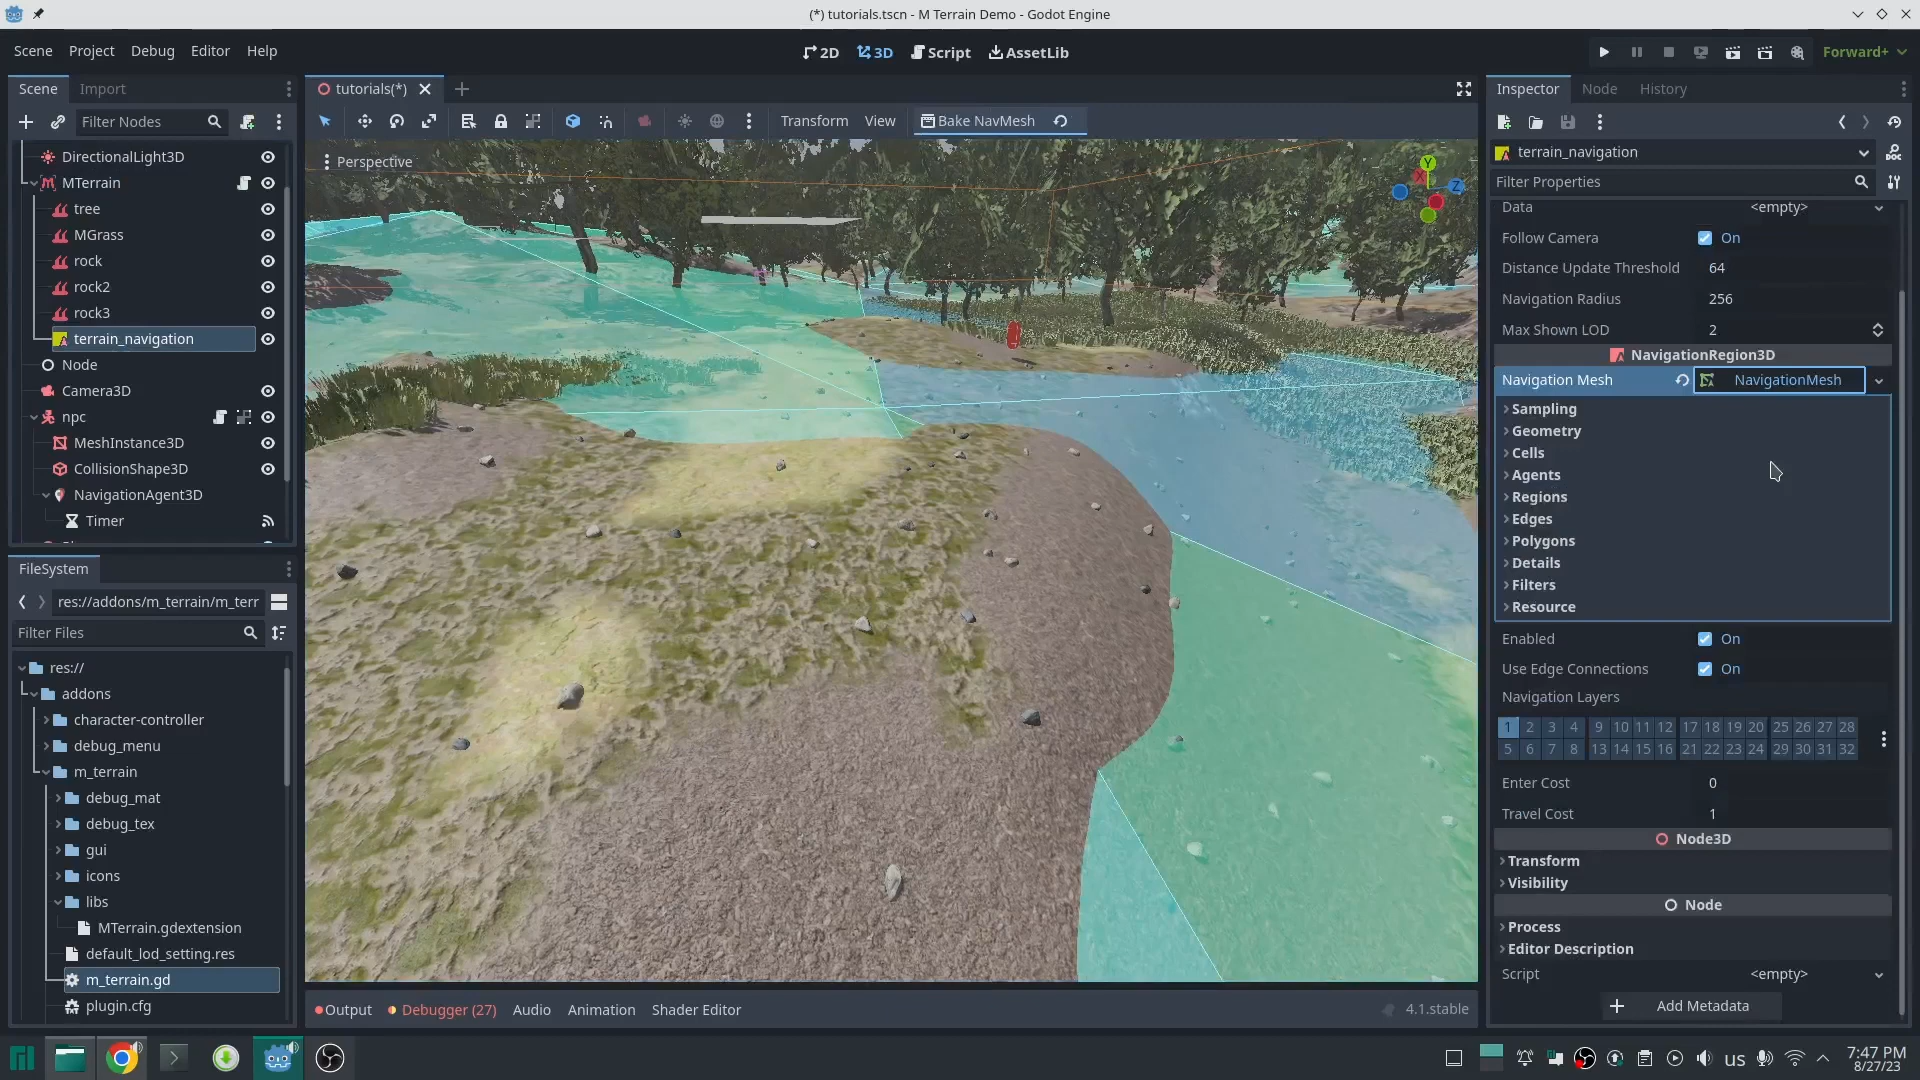 (*) tutorials.tscn - M Terrain Demo - Godot Engine
Scene Project Debug Editor Help
2D 3D Script AssetLib
Forward+
Scene Import
Filter Nodes
DirectionalLight3D
MTerrain
tree
MGrass
rock
rock2
rock3
terrain_navigation
Node
Camera3D
npc
MeshInstance3D
CollisionShape3D
NavigationAgent3D
Timer
FileSystem
res://addons/m_terrain/m_terr
Filter Files
res://
addons
character-controller
debug_menu
m_terrain
debug_mat
debug_tex
gui
icons
libs
MTerrain.gdextension
default_lod_setting.res
m_terrain.gd
plugin.cfg
tutorials(*)
Transform View Bake NavMesh
Perspective
Y
X
Z
Output Debugger (27) Audio Animation Shader Editor
4.1.stable
Inspector Node History
terrain_navigation
Filter Properties
Data <empty>
Follow Camera On
Distance Update Threshold 64
Navigation Radius 256
Max Shown LOD 2
NavigationRegion3D
Navigation Mesh NavigationMesh
Sampling
Geometry
Cells
Agents
Regions
Edges
Polygons
Details
Filters
Resource
Enabled On
Use Edge Connections On
Navigation Layers
1 2 3 4 9 10 11 12 17 18 19 20 25 26 27 28
5 6 7 8 13 14 15 16 21 22 23 24 29 30 31 32
Enter Cost 0
Travel Cost 1
Node3D
Transform
Visibility
Node
Process
Editor Description
Script <empty>
Add Metadata
us
7:47 PM
8/27/23